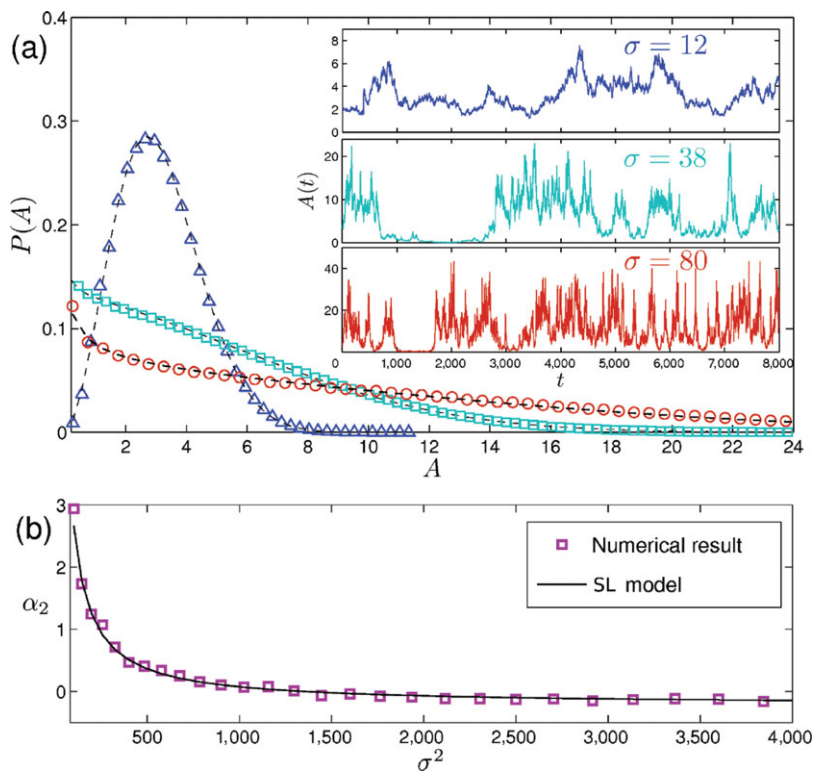 (a)
P(A)
0.4
0.3
0.2
0.1
0
2 4 6 8 10 12 14 16 18 20 22 24
A
σ = 12
6
4
2
0
σ = 38
20
10
0
A(t)
σ = 80
40
20
0 1,000 2,000 3,000 4,000 5,000 6,000 7,000 8,000
t
(b)
α₂
3
2
1
0
500 1,000 1,500 2,000 2,500 3,000 3,500 4,000
σ²
Numerical result
SL model